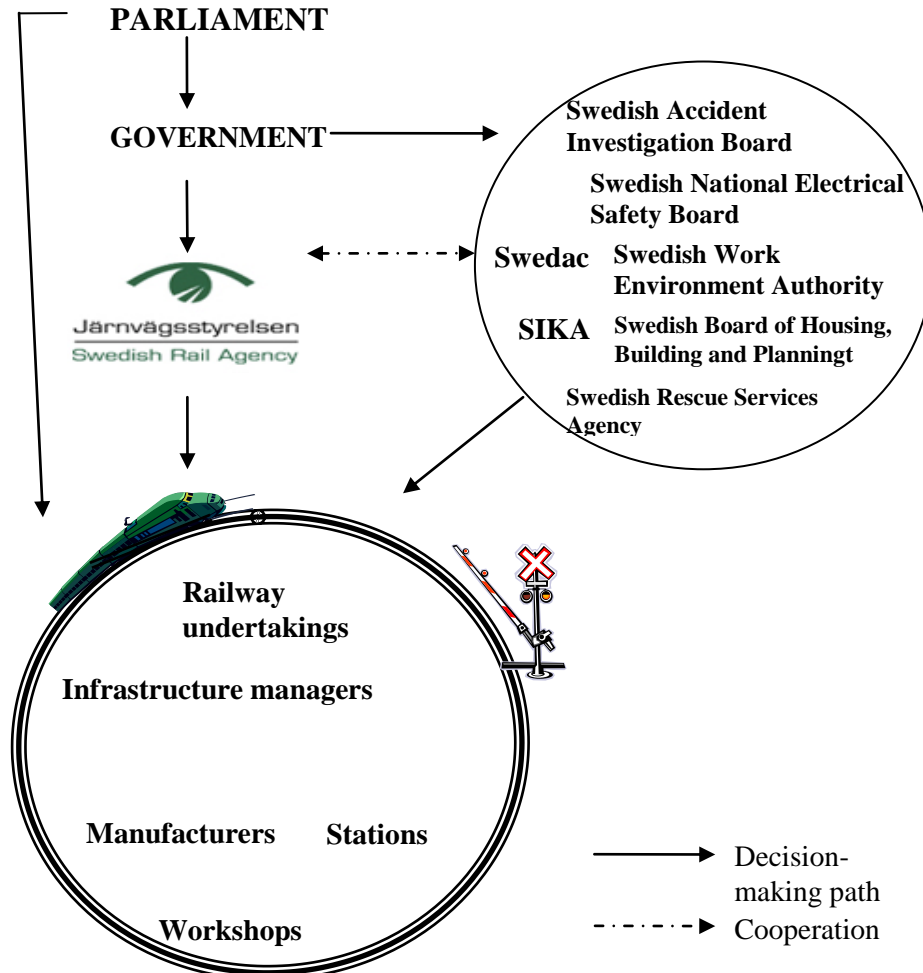 PARLIAMENT
GOVERNMENT
Swedish Accident
Investigation Board
Swedish National Electrical
Safety Board
Swedac
Swedish Work
Environment Authority
SIKA
Swedish Board of Housing,
Building and Planningt
Swedish Rescue Services
Agency
Järnvägsstyrelsen
Swedish Rail Agency
Railway
undertakings
Infrastructure managers
Manufacturers
Stations
Workshops
Decision-
making path
Cooperation